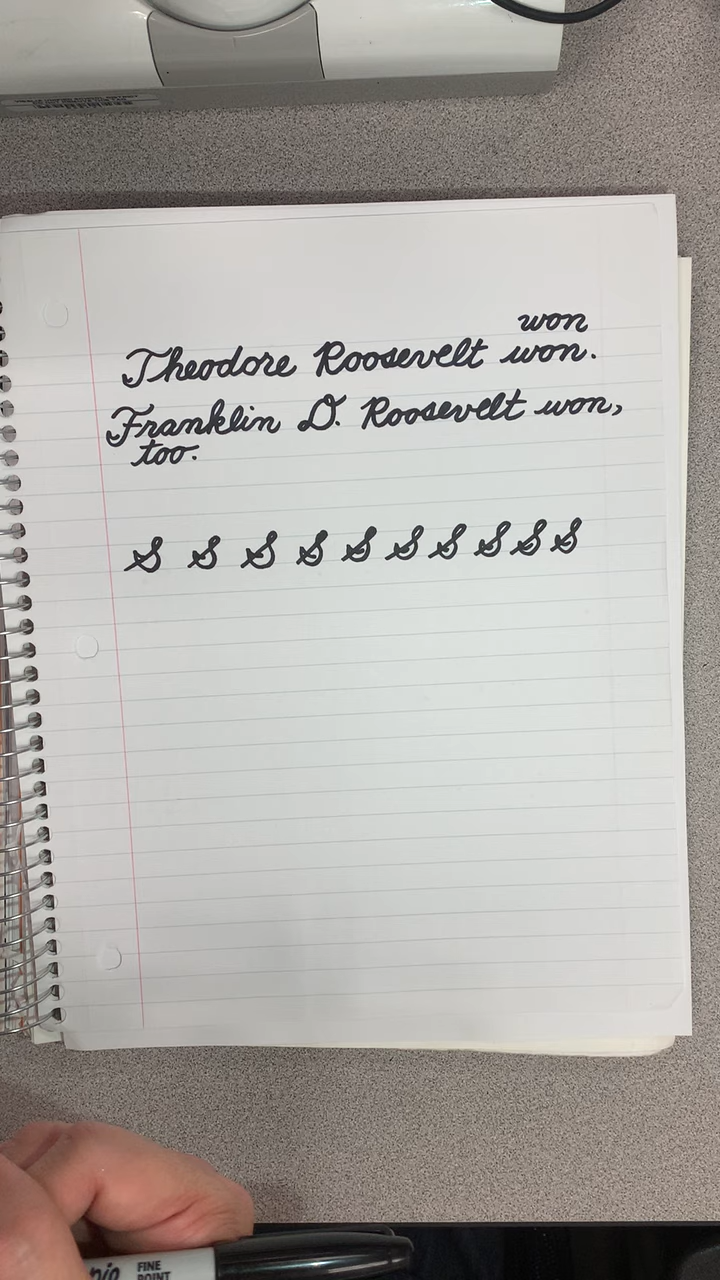 won
Theodore Roosevelt won.
Franklin D. Roosevelt won,
too.
S S S S S S S S S S
FINE
POINT